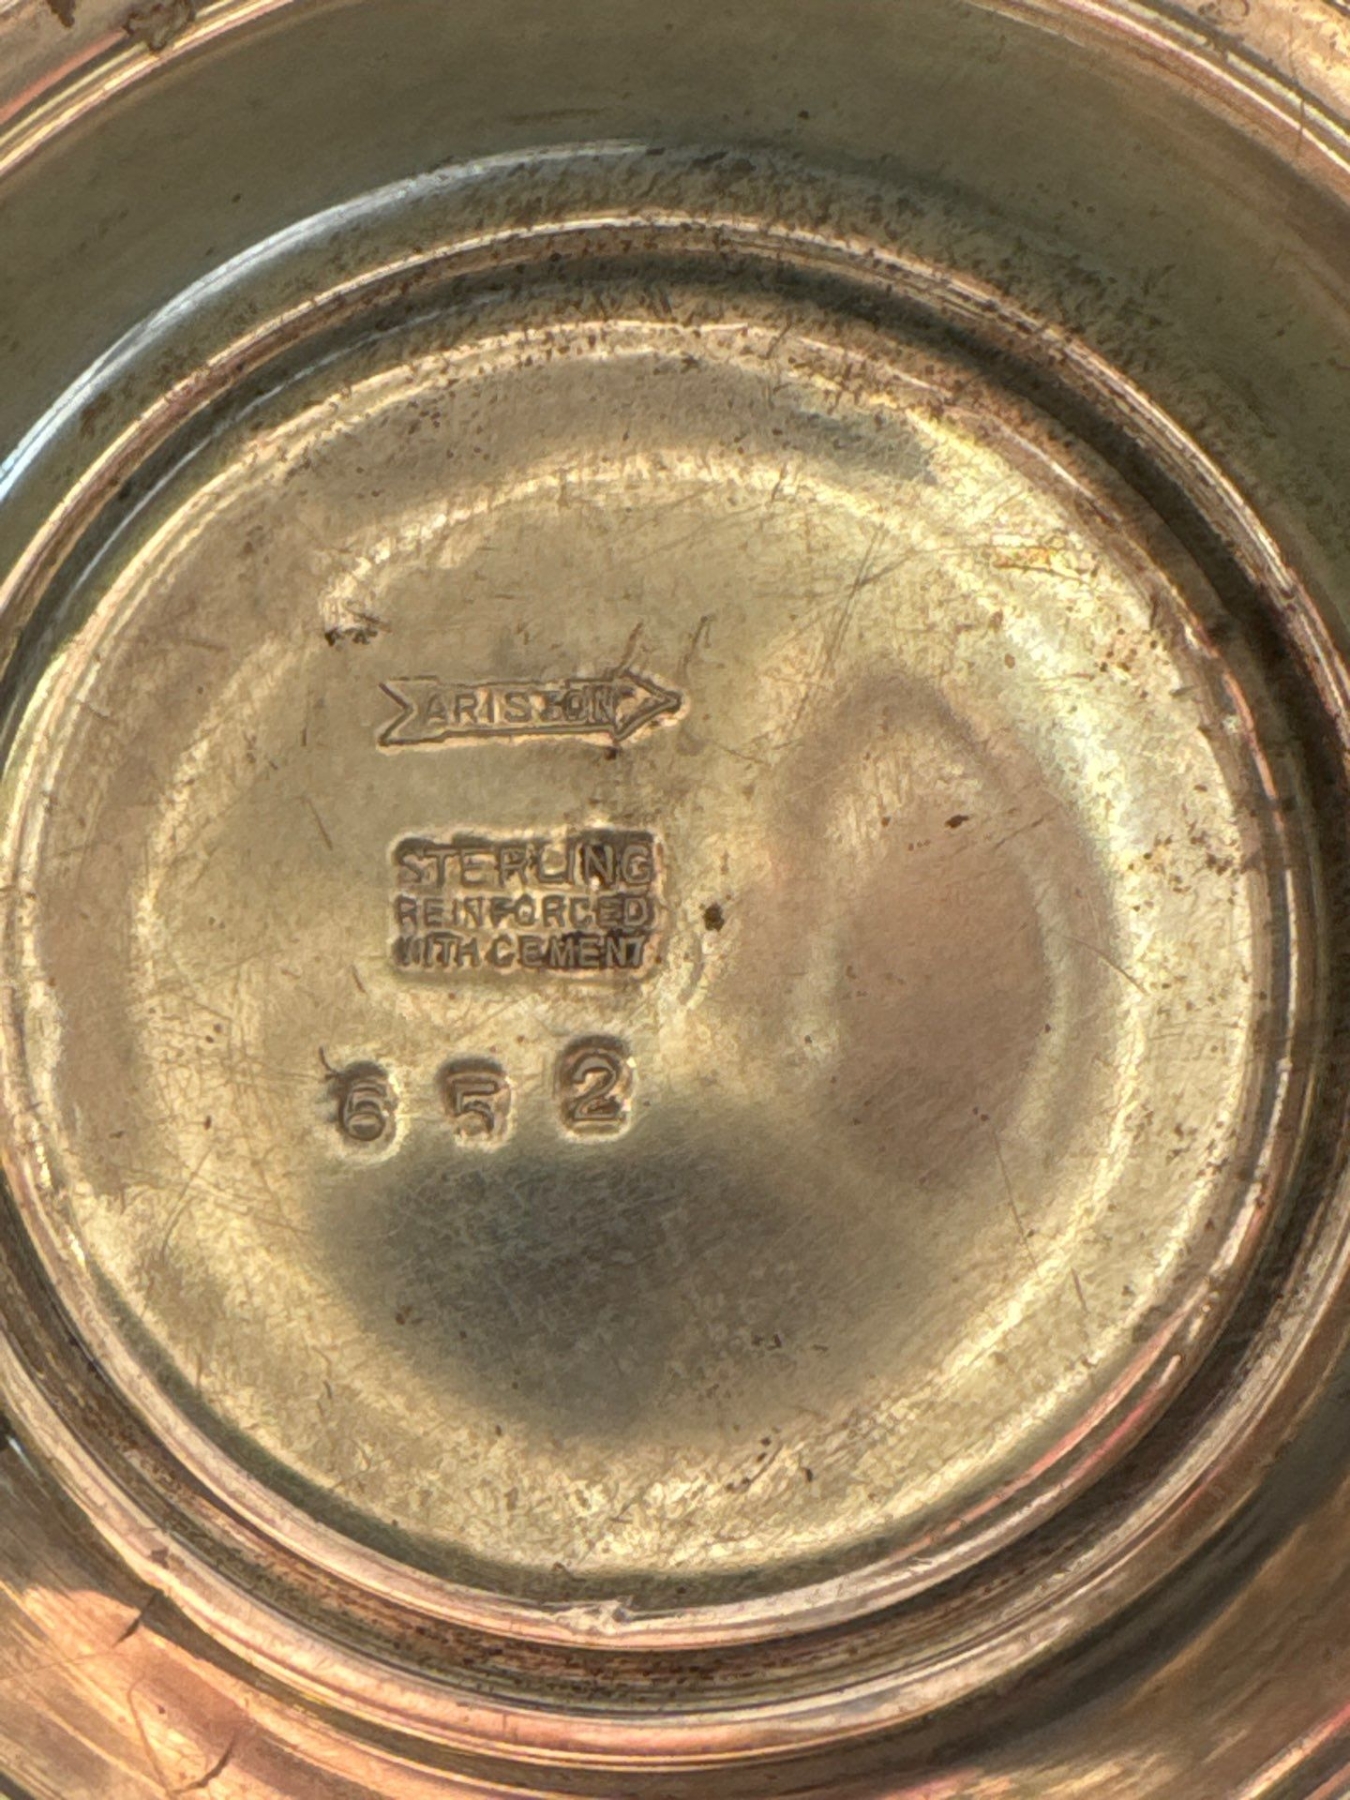 ARISTON
STERLING
REINFORCED
WITH CEMENT
652